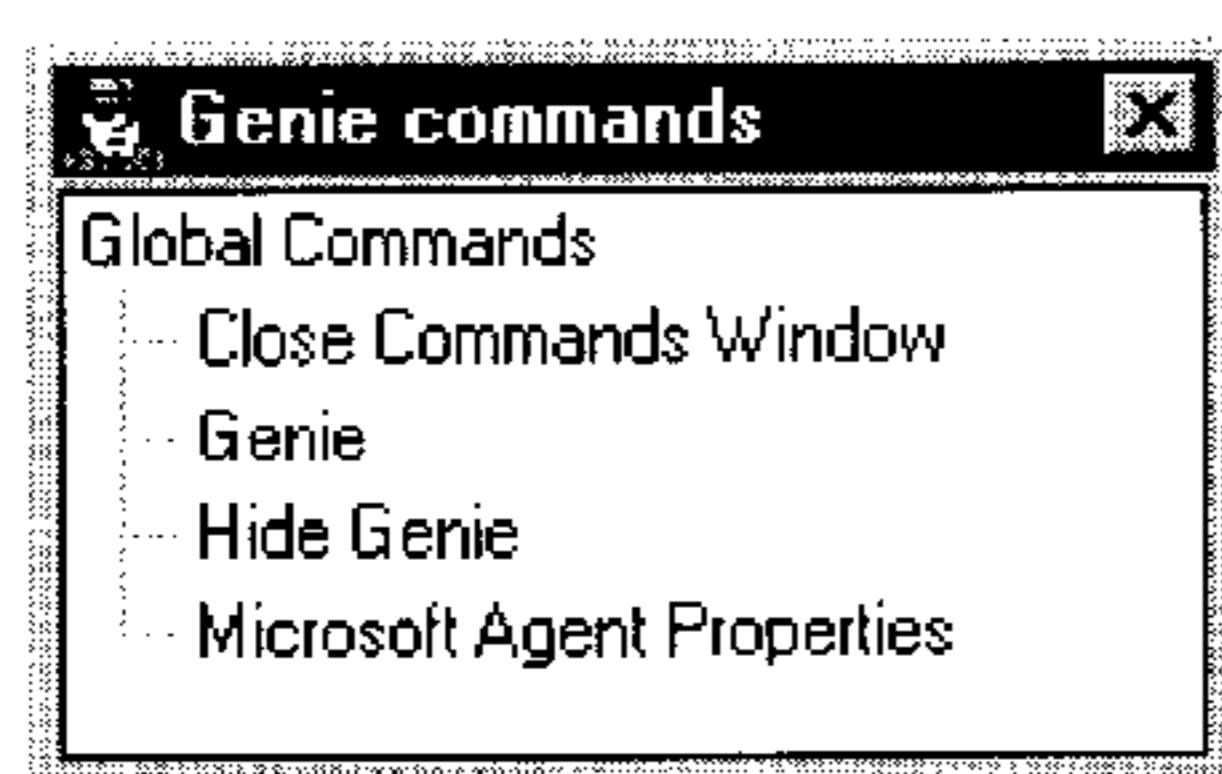 Genie commands
Global Commands
Close Commands Window
Genie
Hide Genie
Microsoft Agent Properties